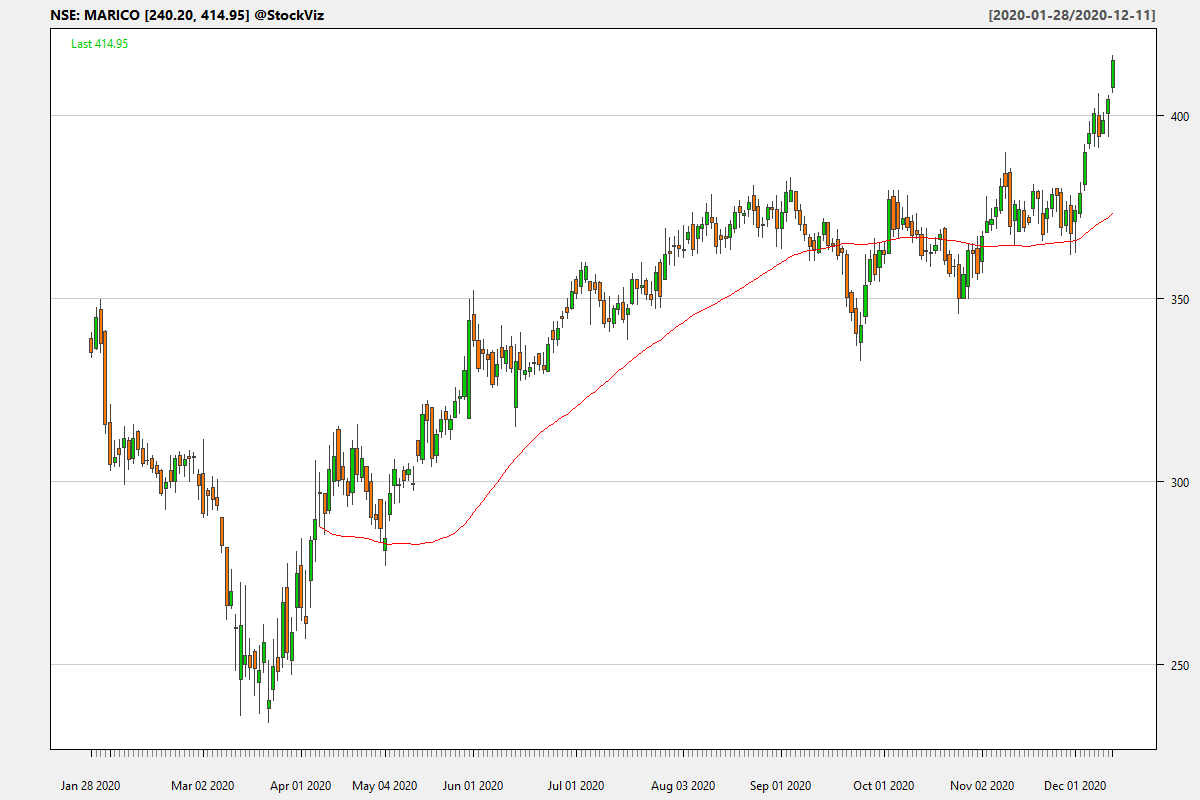 NSE: MARICO [240.20, 414.95] @StockViz
[2020-01-28/2020-12-11]
Last 414.95
400
350
300
250
Jan 28 2020
Mar 02 2020
Apr 01 2020
May 04 2020
Jun 01 2020
Jul 01 2020
Aug 03 2020
Sep 01 2020
Oct 01 2020
Nov 02 2020
Dec 01 2020